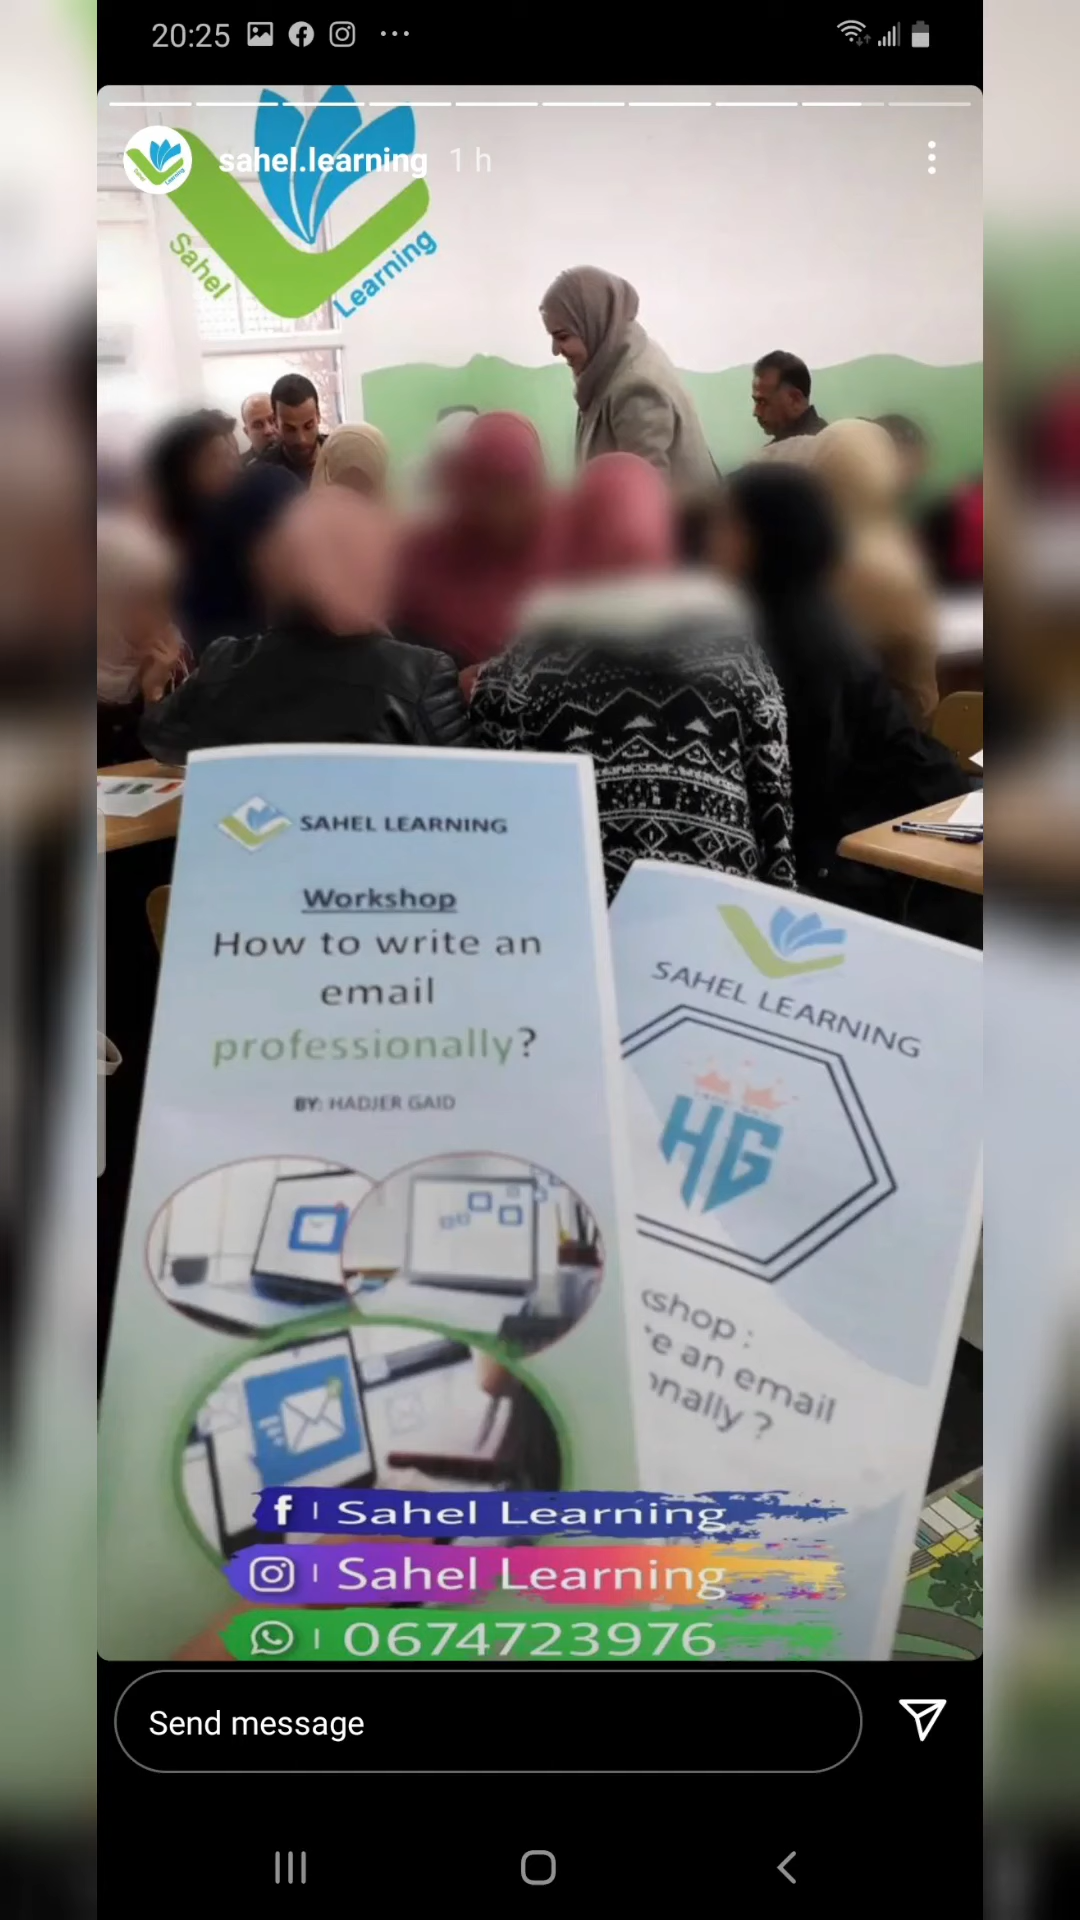 20:25
sahel.learning 1 h
Sahel
Learning
SAHEL LEARNING
Workshop
How to write an
email
professionally?
BY: HADJER GAID
SAHEL LEARNING
HG
shop :
e an email
nally ?
f | Sahel Learning
| Sahel Learning
| 0674723976
Send message